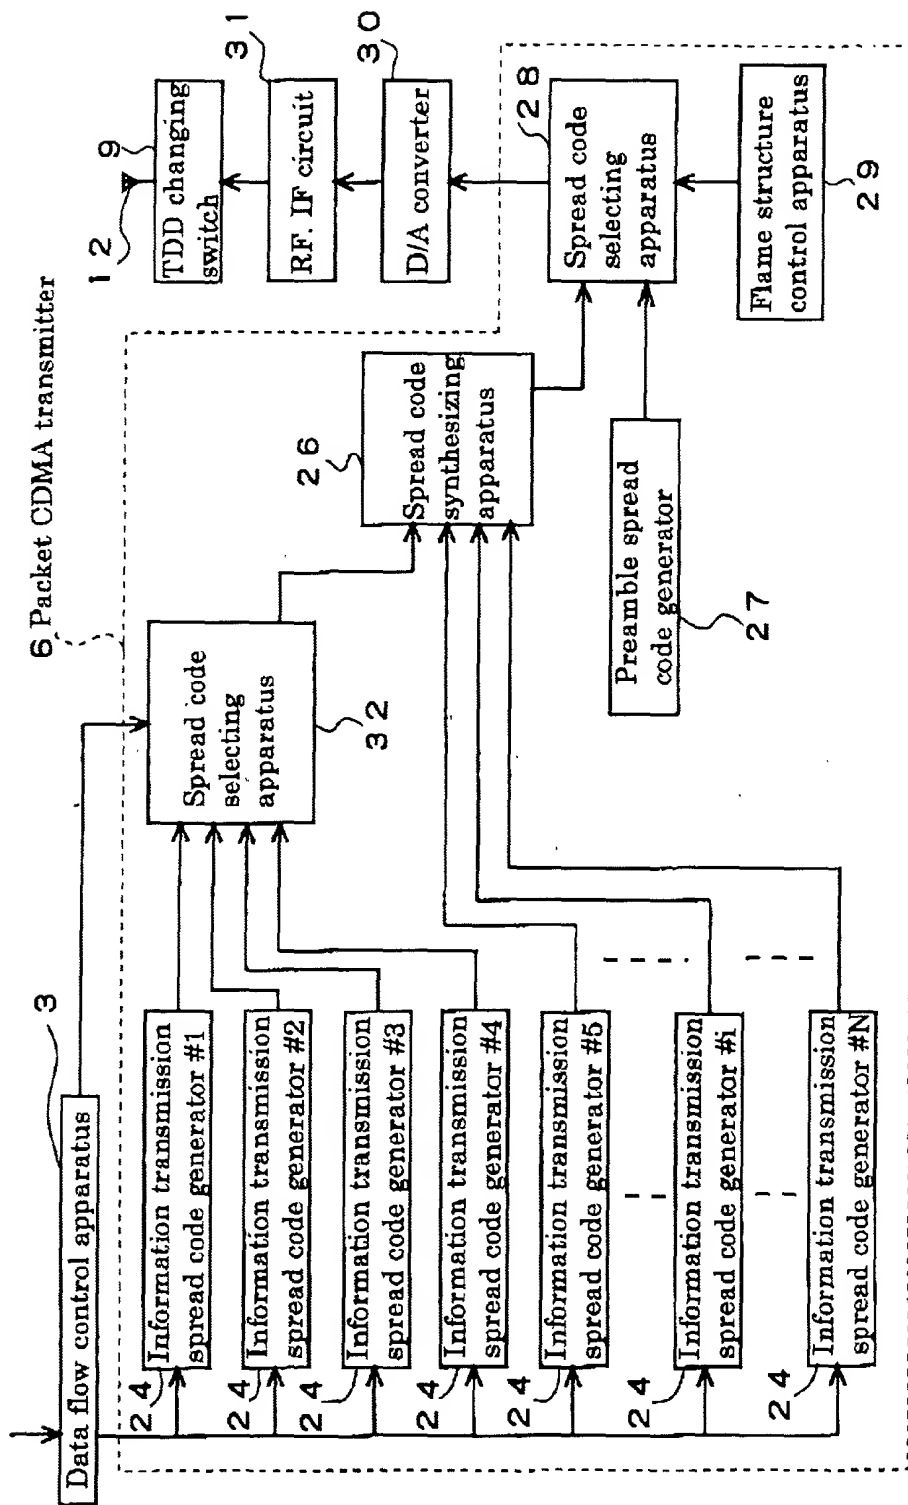 6 Packet CDMA transmitter
3
Data flow control apparatus
24
Information transmission
spread code generator #1
24
Information transmission
spread code generator #2
24
Information transmission
spread code generator #3
24
Information transmission
spread code generator #4
24
Information transmission
spread code generator #5
24
Information transmission
spread code generator #i
24
Information transmission
spread code generator #N
Spread code
selecting
apparatus
32
26
Spread code
synthesizing
apparatus
Preamble spread
code generator
27
12
9
TDD changing
switch
31
RF. IF circuit
30
D/A converter
28
Spread code
selecting
apparatus
Flame structure
control apparatus
29